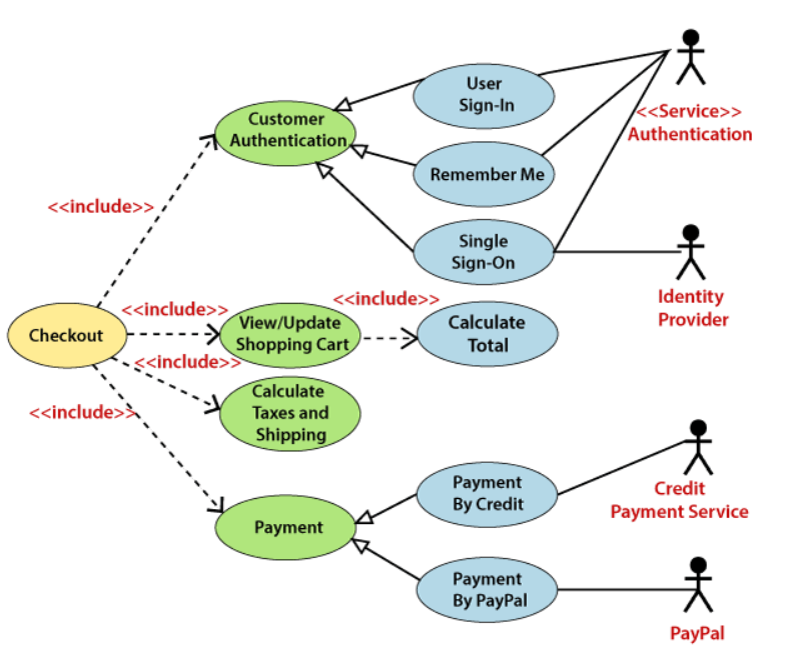 User
Sign-In
Customer
Authentication
<<Service>>
Authentication
Remember Me
<<include>>
Single
Sign-On
Identity
Provider
<<include>>
<<include>>
Checkout
View/Update
Shopping Cart
Calculate
Total
<<include>>
<<include>>
Calculate
Taxes and
Shipping
Payment
By Credit
Credit
Payment Service
Payment
Payment
By PayPal
PayPal